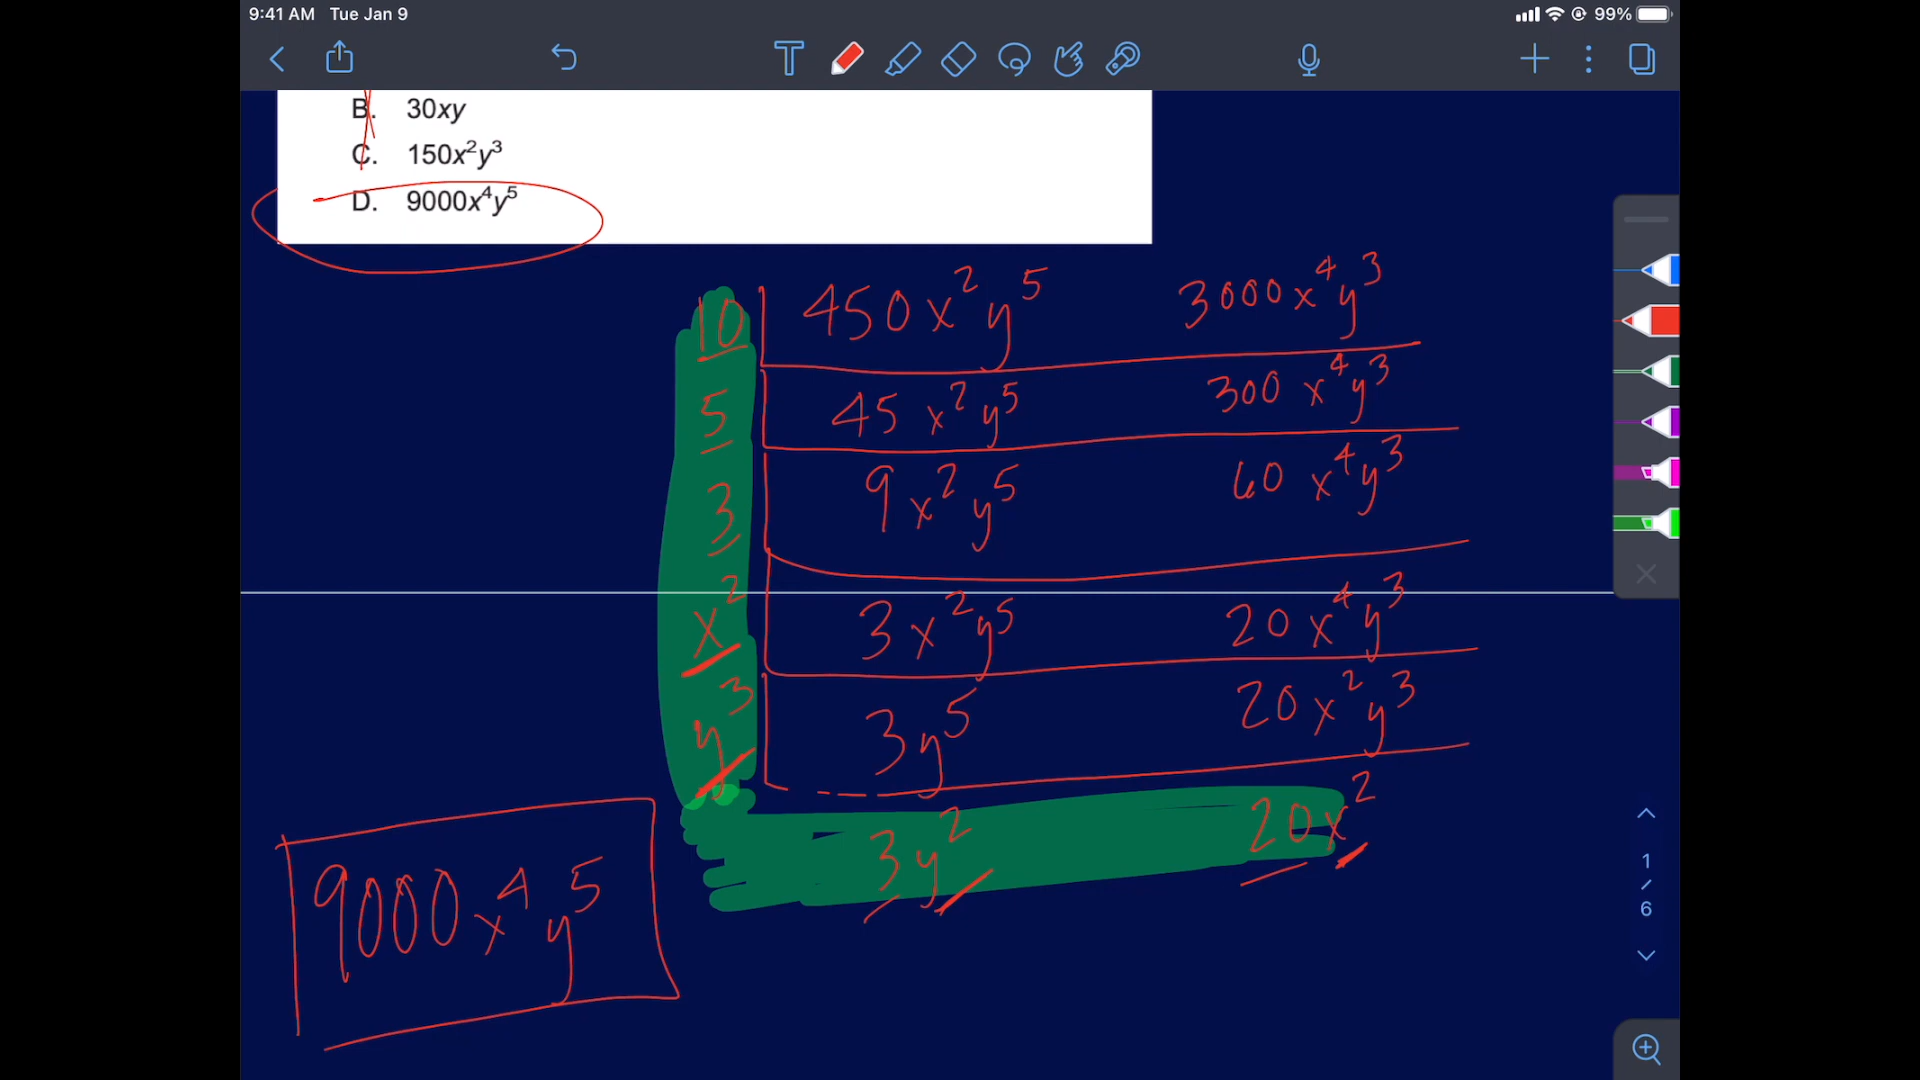 9:41 AM Tue Jan 9 99%
B. 30xy
C. 150x²y³
D. 9000x⁴y⁵
10 450x²y⁵ 3000x⁴y³
5 45x²y⁵ 300x⁴y³
3 9x²y⁵ 60x⁴y³
x² 3x²y⁵ 20x⁴y³
y³ 3y⁵ 20x²y³
3y² 20x²
9000x⁴y⁵
1
/
6